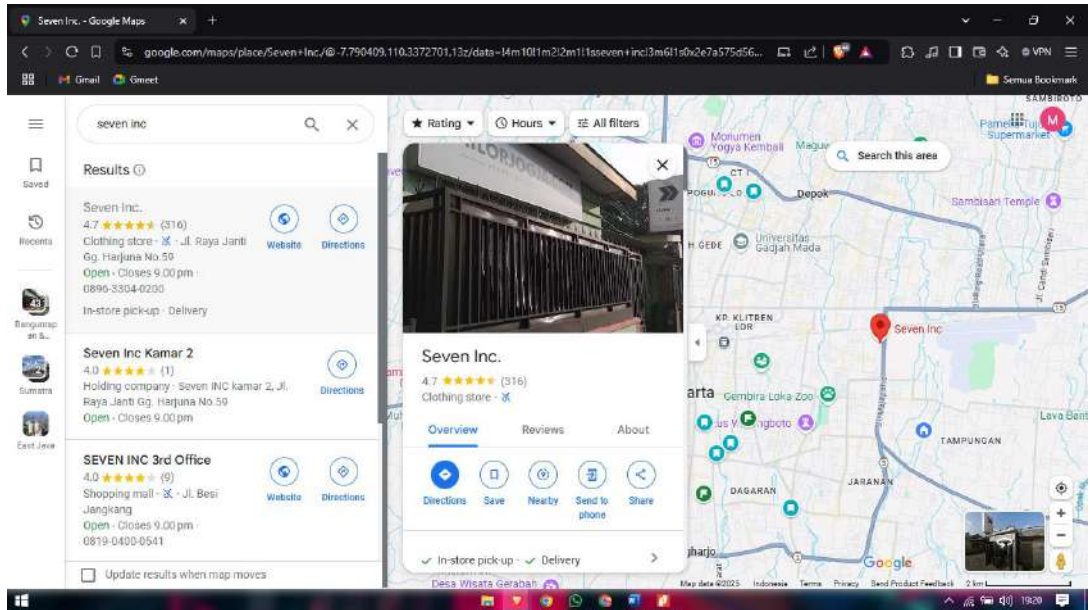 Seven Inc. - Google Maps
google.com/maps/place/Seven+Inc./@-7.790409,110.3372701,13z/data=!4m10!1m2!2m1!1sseven+inc!3m6!1s0x2e7a575d56...
VPN
Gmail
Gmeet
Semua Bookmark
seven inc
Saved
Recents
Sumatra
East Java
Results
Seven Inc.
4.7 (316)
Clothing store · Jl. Raya Janti
Gg. Harjuna No.59
Open · Closes 9.00 pm ·
0896-3304-0200
In-store pick-up · Delivery
Website
Directions
Seven Inc Kamar 2
4.0 (1)
Holding company · Seven INC kamar 2, Jl.
Raya Janti Gg. Harjuna No.59
Open · Closes 9.00 pm
Directions
SEVEN INC 3rd Office
4.0 (9)
Shopping mall · Jl. Besi
Jangkang
Open · Closes 9.00 pm ·
0819-0400-0541
Website
Directions
Update results when map moves
Rating
Hours
All filters
Seven Inc.
4.7 (316)
Clothing store
Overview
Reviews
About
Directions
Save
Nearby
Send to
phone
Share
In-store pick-up · Delivery
Search this area
M
SAMBIROTO
Supermarket
Monumen
Yogya Kembali
Depok
Sambisari Temple
Universitas
Gadjah Mada
KP. KLITREN
LOR
Seven Inc
Gembira Loka Zoo
TAMPUNGAN
JARANAN
DAGARAN
Desa Wisata Gerabah
Google
Map data ©2025
Indonesia
Terms
Privacy
Send Product Feedback
2 km
19:20